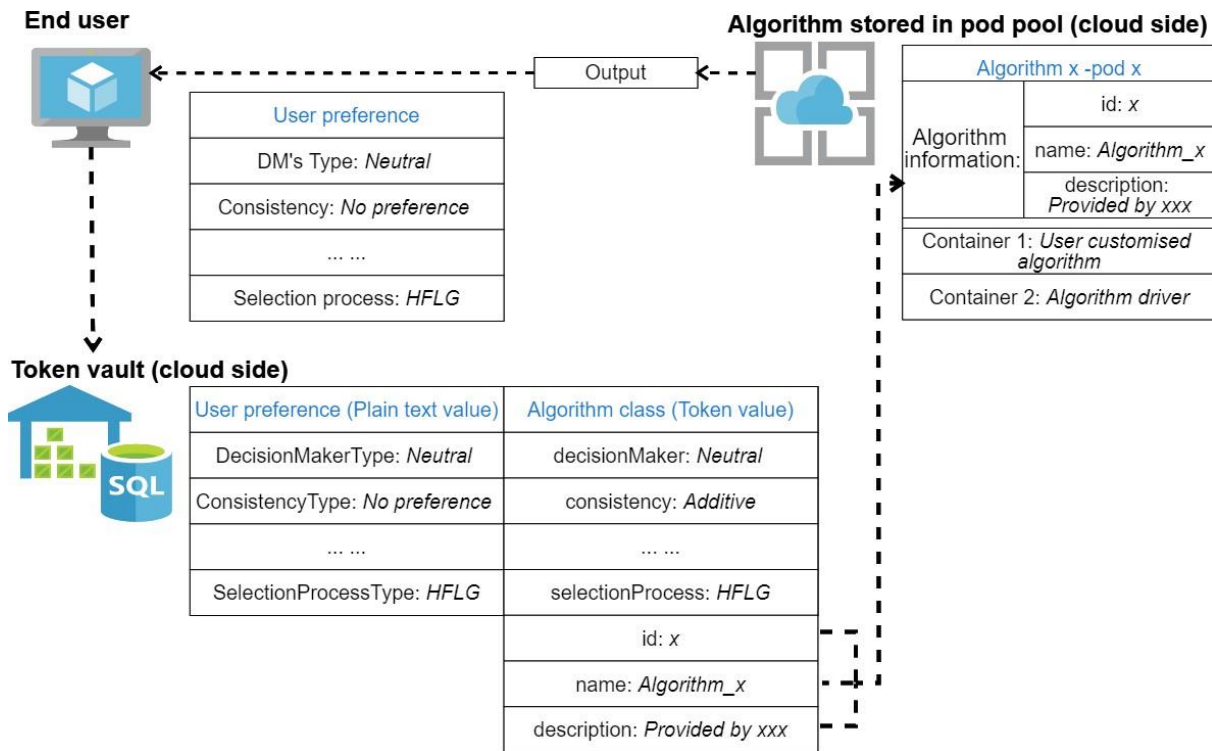 End user
Algorithm stored in pod pool (cloud side)
Output
User preference
DM's Type: Neutral
Consistency: No preference
... ...
Selection process: HFLG
Algorithm x -pod x
Algorithm
information:
id: x
name: Algorithm_x
description:
Provided by xxx
Container 1: User customised
algorithm
Container 2: Algorithm driver
Token vault (cloud side)
SQL
User preference (Plain text value)
Algorithm class (Token value)
DecisionMakerType: Neutral
decisionMaker: Neutral
ConsistencyType: No preference
consistency: Additive
... ...
... ...
SelectionProcessType: HFLG
selectionProcess: HFLG
id: x
name: Algorithm_x
description: Provided by xxx